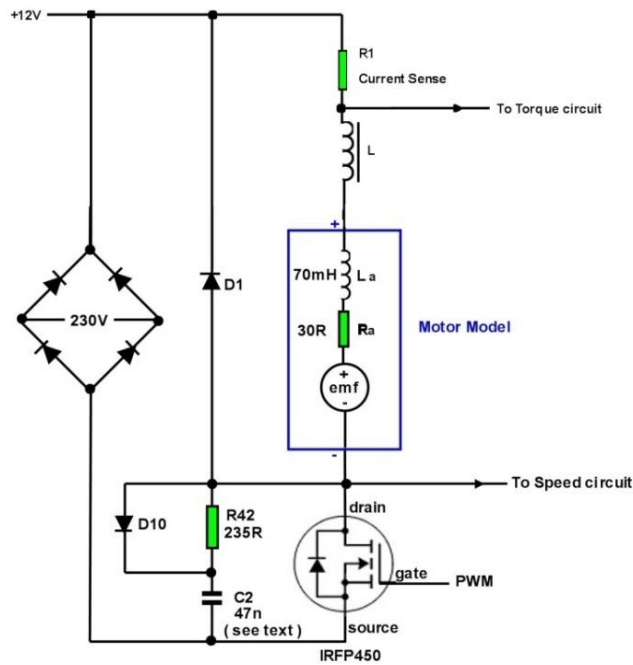 +12V
R1
Current Sense
To Torque circuit
L
+
70mH
La
30R
Ra
Motor Model
+
emf
-
-
230V
D1
To Speed circuit
drain
D10
R42
235R
gate
PWM
C2
47n
( see text )
source
IRFP450